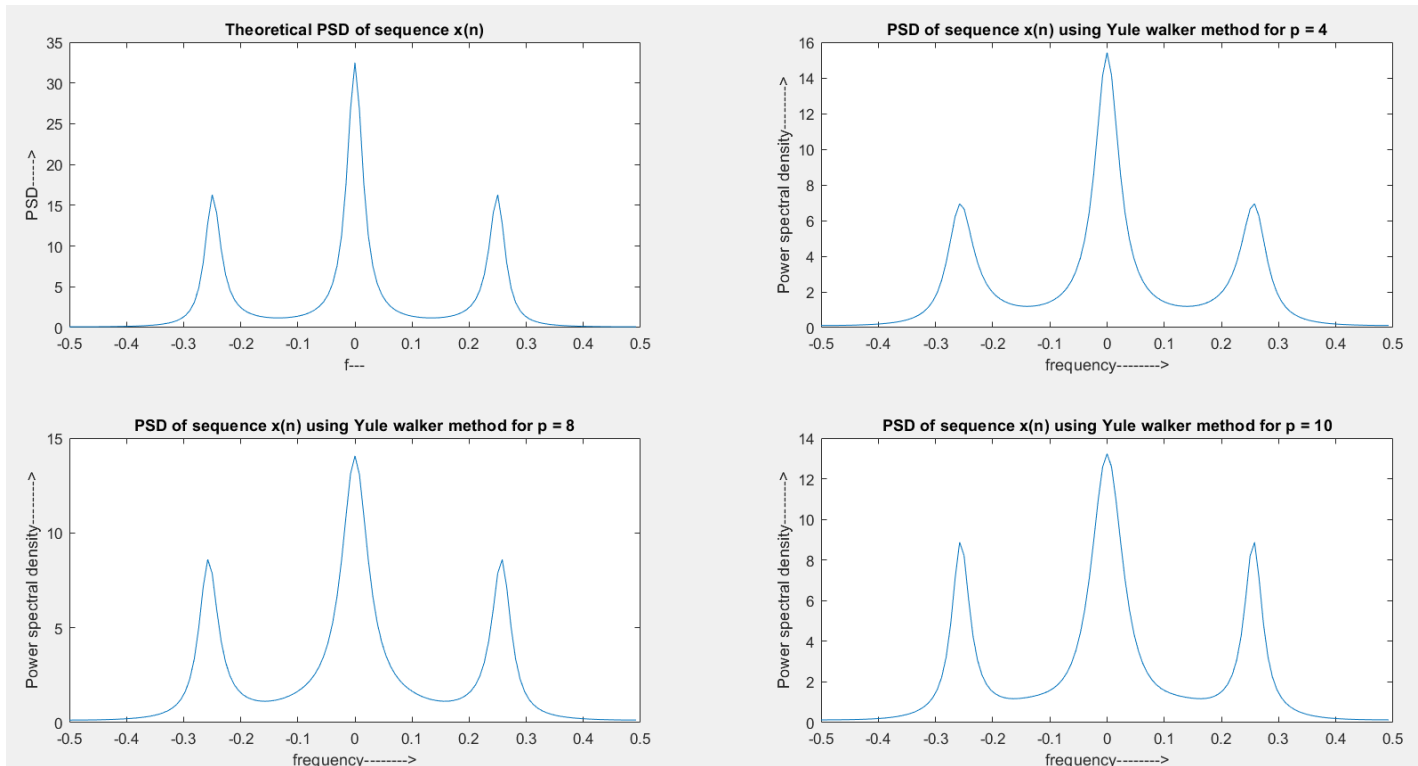 Theoretical PSD of sequence x(n)
35
30
25
20
15
10
5
0
PSD----->
-0.5 -0.4 -0.3 -0.2 -0.1 0 0.1 0.2 0.3 0.4 0.5
f---
PSD of sequence x(n) using Yule walker method for p = 4
16
14
12
10
8
6
4
2
0
Power spectral density-------->
-0.5 -0.4 -0.3 -0.2 -0.1 0 0.1 0.2 0.3 0.4 0.5
frequency-------->
PSD of sequence x(n) using Yule walker method for p = 8
15
10
5
0
Power spectral density-------->
-0.5 -0.4 -0.3 -0.2 -0.1 0 0.1 0.2 0.3 0.4 0.5
frequency-------->
PSD of sequence x(n) using Yule walker method for p = 10
14
12
10
8
6
4
2
0
Power spectral density-------->
-0.5 -0.4 -0.3 -0.2 -0.1 0 0.1 0.2 0.3 0.4 0.5
frequency-------->